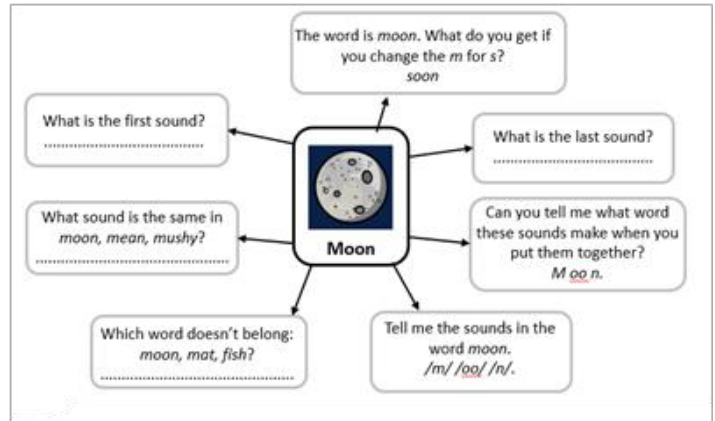 The word is moon. What do you get if
you change the m for s?
soon
What is the first sound?
......................................
What is the last sound?
......................................
What sound is the same in
moon, mean, mushy?
..............................................
Can you tell me what word
these sounds make when you
put them together?
M oo n.
Moon
Which word doesn't belong:
moon, mat, fish?
..............................................
Tell me the sounds in the
word moon.
/m/ /oo/ /n/.